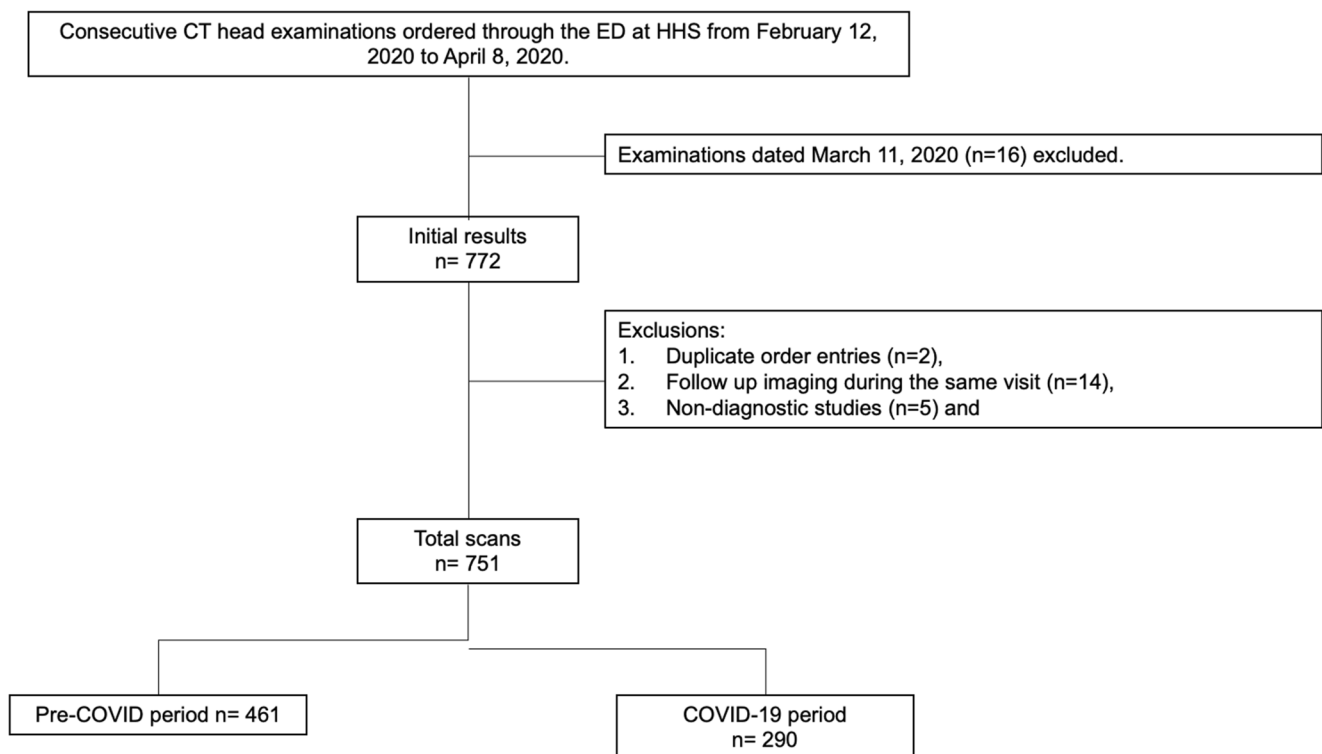 Consecutive CT head examinations ordered through the ED at HHS from February 12,
2020 to April 8, 2020.
Examinations dated March 11, 2020 (n=16) excluded.
Initial results
n= 772
Exclusions:
1. Duplicate order entries (n=2),
2. Follow up imaging during the same visit (n=14),
3. Non-diagnostic studies (n=5) and
Total scans
n= 751
Pre-COVID period n= 461
COVID-19 period
n= 290